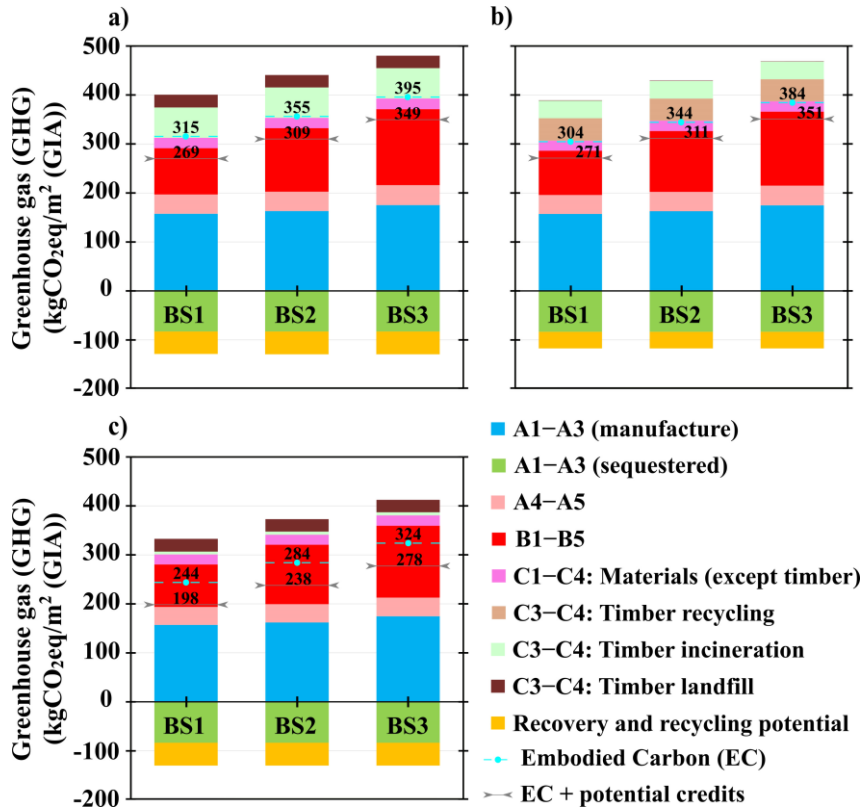 a)
Greenhouse gas (GHG)
(kgCO₂eq/m² (GIA))
500
400
300
200
100
0
-100
-200
315
269
355
309
395
349
BS1
BS2
BS3
b)
304
271
344
311
384
351
BS1
BS2
BS3
c)
Greenhouse gas (GHG)
(kgCO₂eq/m² (GIA))
500
400
300
200
100
0
-100
-200
244
198
284
238
324
278
BS1
BS2
BS3
A1−A3 (manufacture)
A1−A3 (sequestered)
A4−A5
B1−B5
C1−C4: Materials (except timber)
C3−C4: Timber recycling
C3−C4: Timber incineration
C3−C4: Timber landfill
Recovery and recycling potential
Embodied Carbon (EC)
EC + potential credits